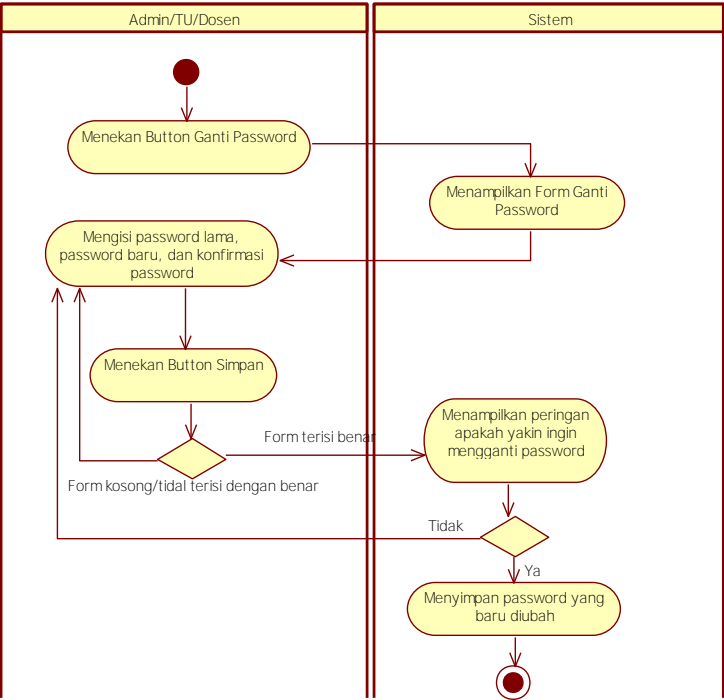 Admin/TU/Dosen
Sistem
Menekan Button Ganti Password
Menampilkan Form Ganti
Password
Mengisi password lama,
password baru, dan konfirmasi
password
Menekan Button Simpan
Form terisi benar
Menampilkan peringan
apakah yakin ingin
mengganti password
Form kosong/tidal terisi dengan benar
Tidak
Ya
Menyimpan password yang
baru diubah